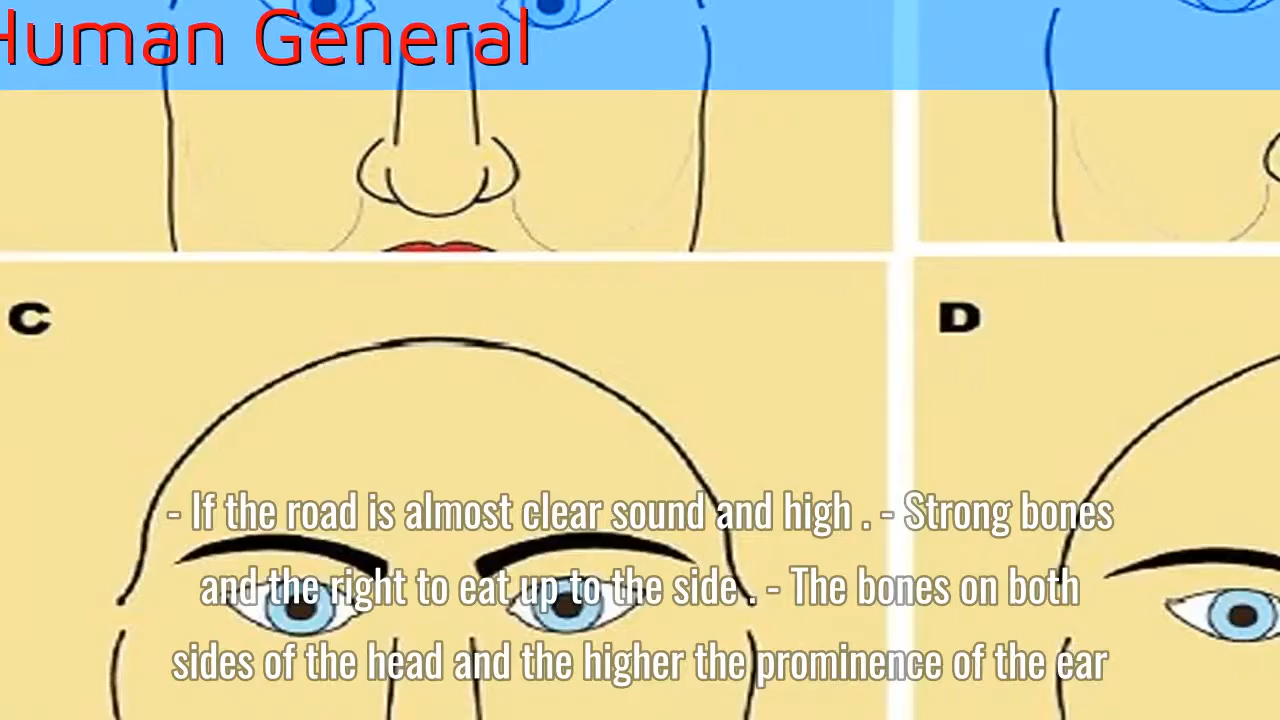 Human General
C
D
- If the road is almost clear sound and high . - Strong bones
and the right to eat up to the side . - The bones on both
sides of the head and the higher the prominence of the ear